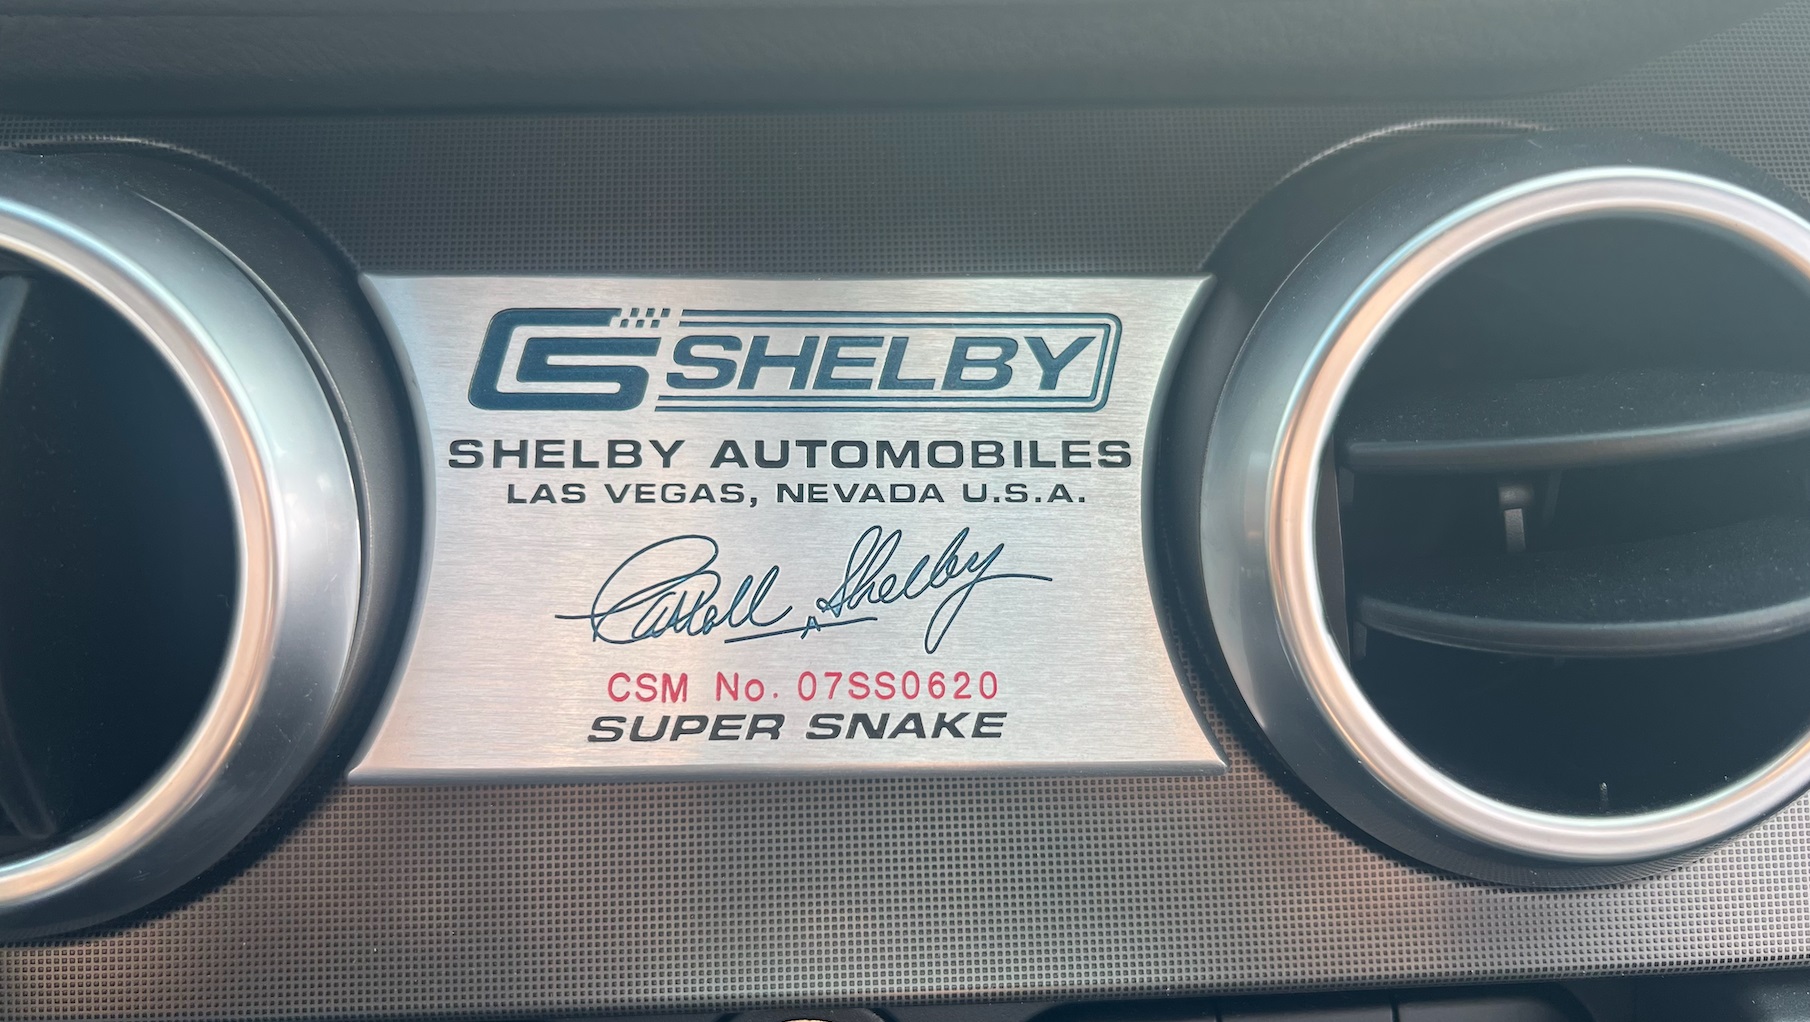 CS SHELBY
SHELBY AUTOMOBILES
LAS VEGAS, NEVADA U.S.A.
Carroll Shelby
CSM No. 07SS0620
SUPER SNAKE